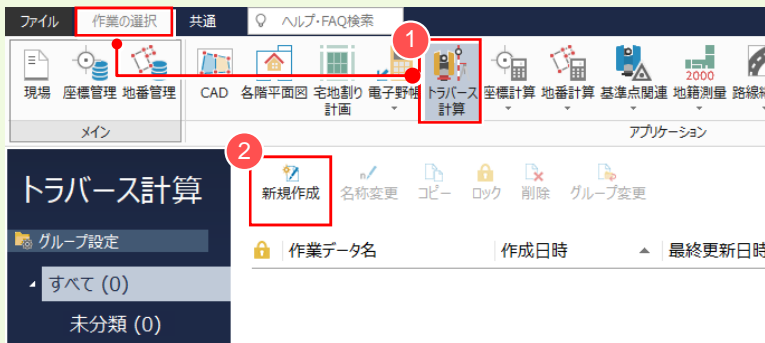 ファイル 作業の選択 共通 ヘルプ・FAQ検索
1
2000
現場 座標管理 地番管理 CAD 各階平面図 宅地割り計画 電子野帳 トラバース計算 座標計算 地番計算 基準点関連 地籍測量
メイン アプリケーション
2
トラバース計算
新規作成 名称変更 コピー ロック 削除 グループ変更
グループ設定
作業データ名 作成日時 最終更新日時
すべて (0)
未分類 (0)